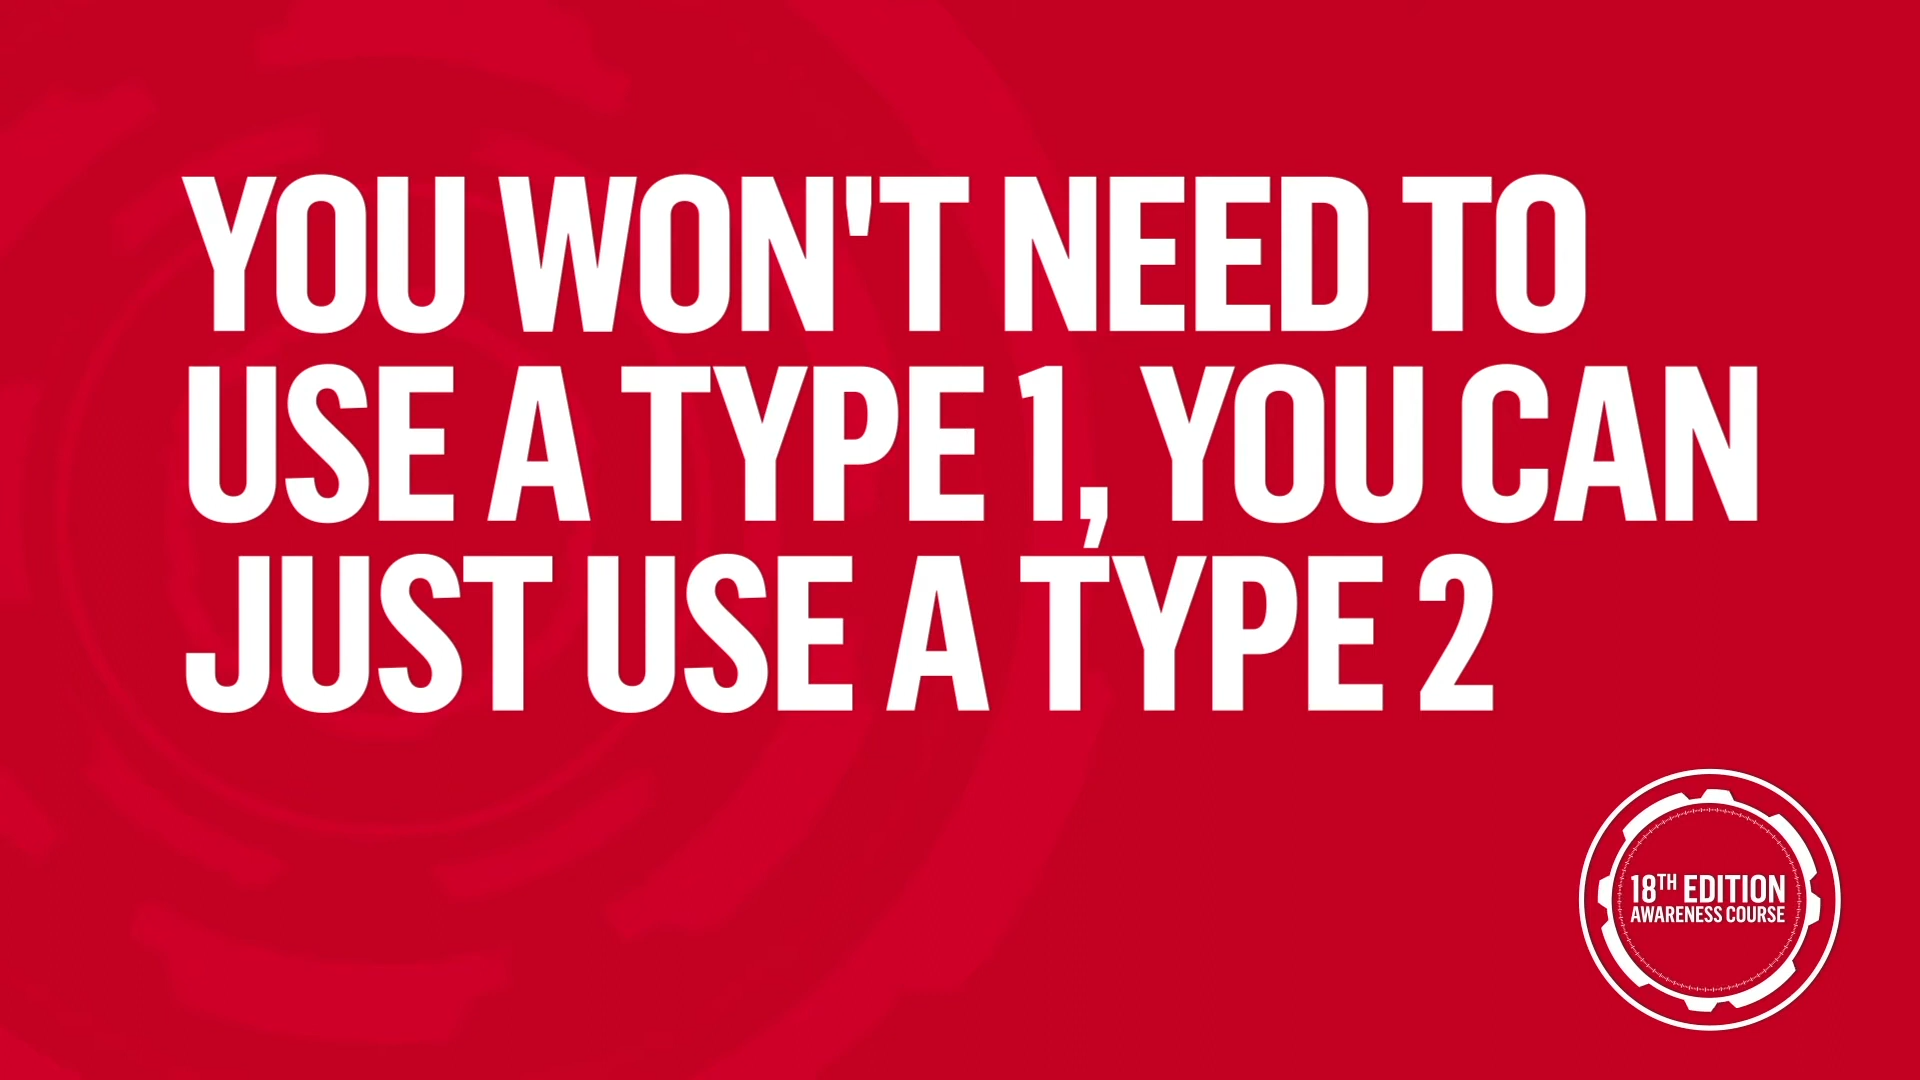 YOU WON'T NEED TO
USE A TYPE 1, YOU CAN
JUST USE A TYPE 2
18TH EDITION
AWARENESS COURSE